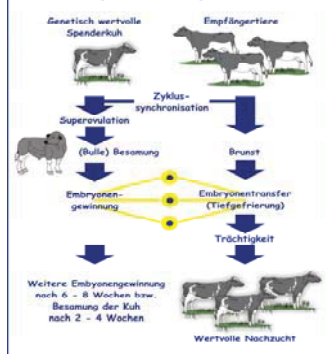 Genetisch wertvolle
Spenderkuh
Empfängertiere
Zyklus-
synchronisation
Superovulation
(Bulle) Besamung
Brunst
Embryonen-
gewinnung
Embryonentransfer
(Tiefgefrierung)
Trächtigkeit
Weitere Embyonengewinnung
nach 6 - 8 Wochen bzw.
Besamung der Kuh
nach 2 - 4 Wochen
Wertvolle Nachzucht